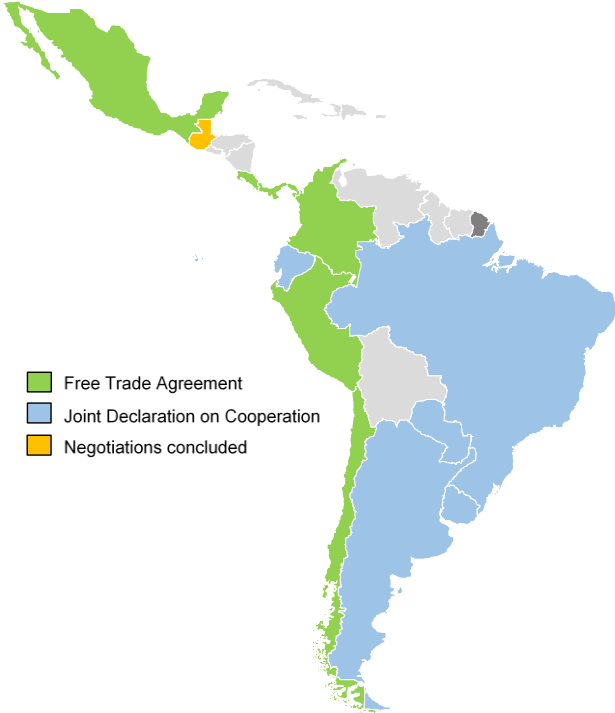 Free Trade Agreement
Joint Declaration on Cooperation
Negotiations concluded